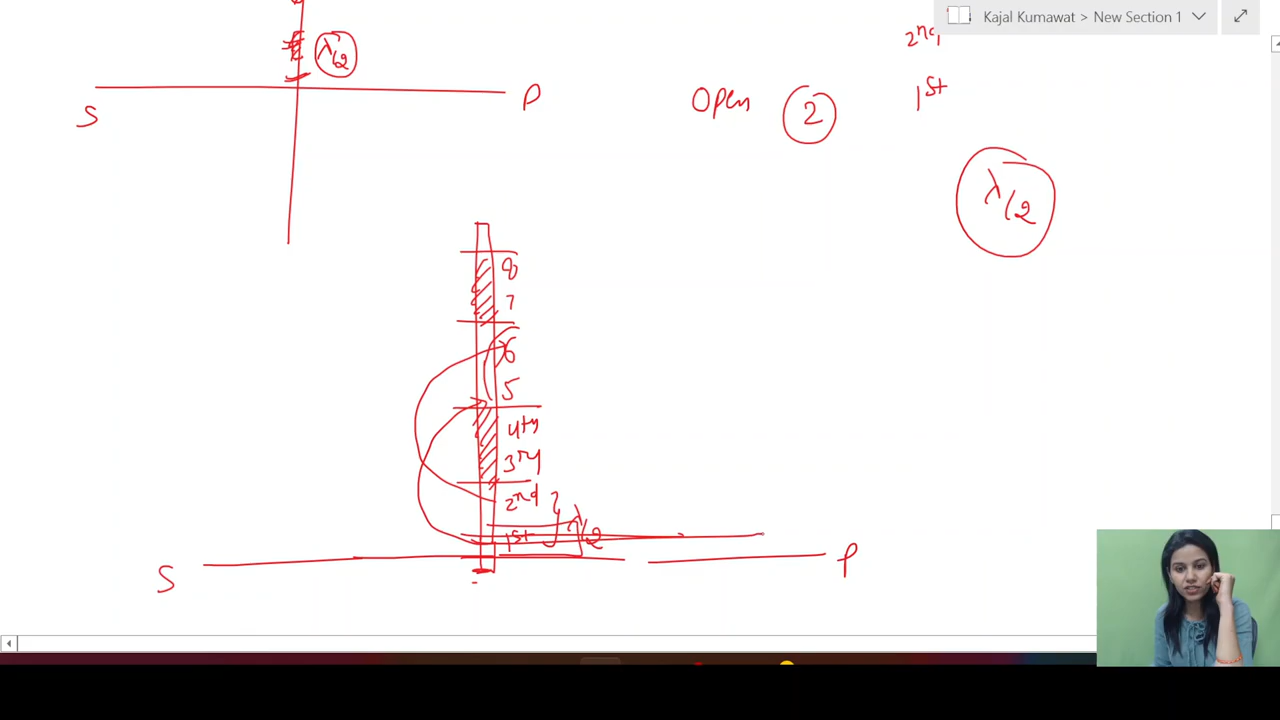 Kajal Kumawat > New Section 1
2nd
λ/2
S
P
Open
2
1st
λ/2
8
7
6
5
4th
3rd
2nd
1st
λ/2
S
P